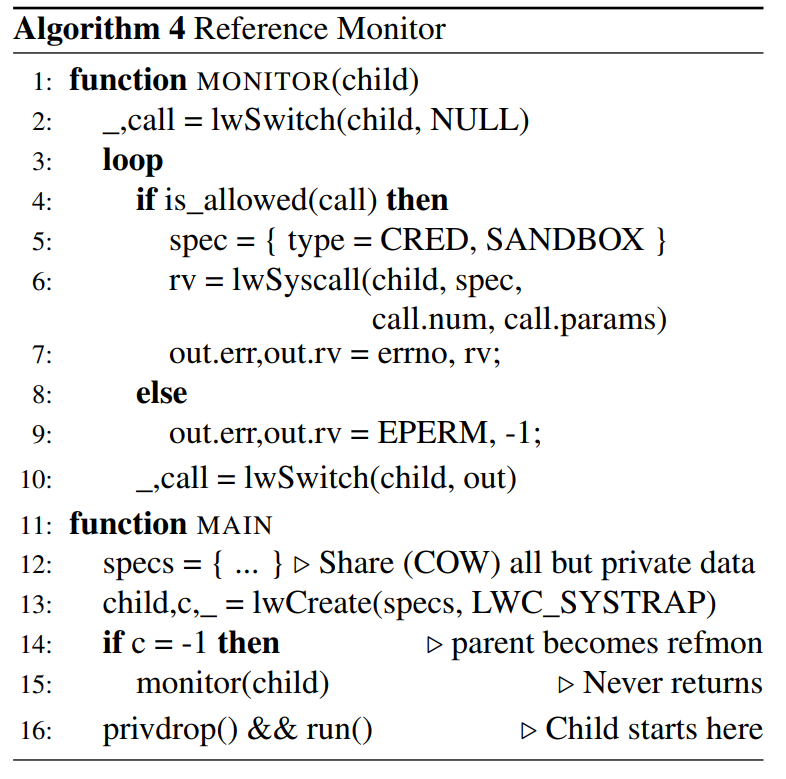 Algorithm 4 Reference Monitor
1: function MONITOR(child)
2: _,call = lwSwitch(child, NULL)
3: loop
4: if is_allowed(call) then
5: spec = { type = CRED, SANDBOX }
6: rv = lwSyscall(child, spec,
call.num, call.params)
7: out.err,out.rv = errno, rv;
8: else
9: out.err,out.rv = EPERM, -1;
10: _,call = lwSwitch(child, out)
11: function MAIN
12: specs = { ... } ▷ Share (COW) all but private data
13: child,c,_ = lwCreate(specs, LWC_SYSTRAP)
14: if c = -1 then ▷ parent becomes refmon
15: monitor(child) ▷ Never returns
16: privdrop() && run() ▷ Child starts here